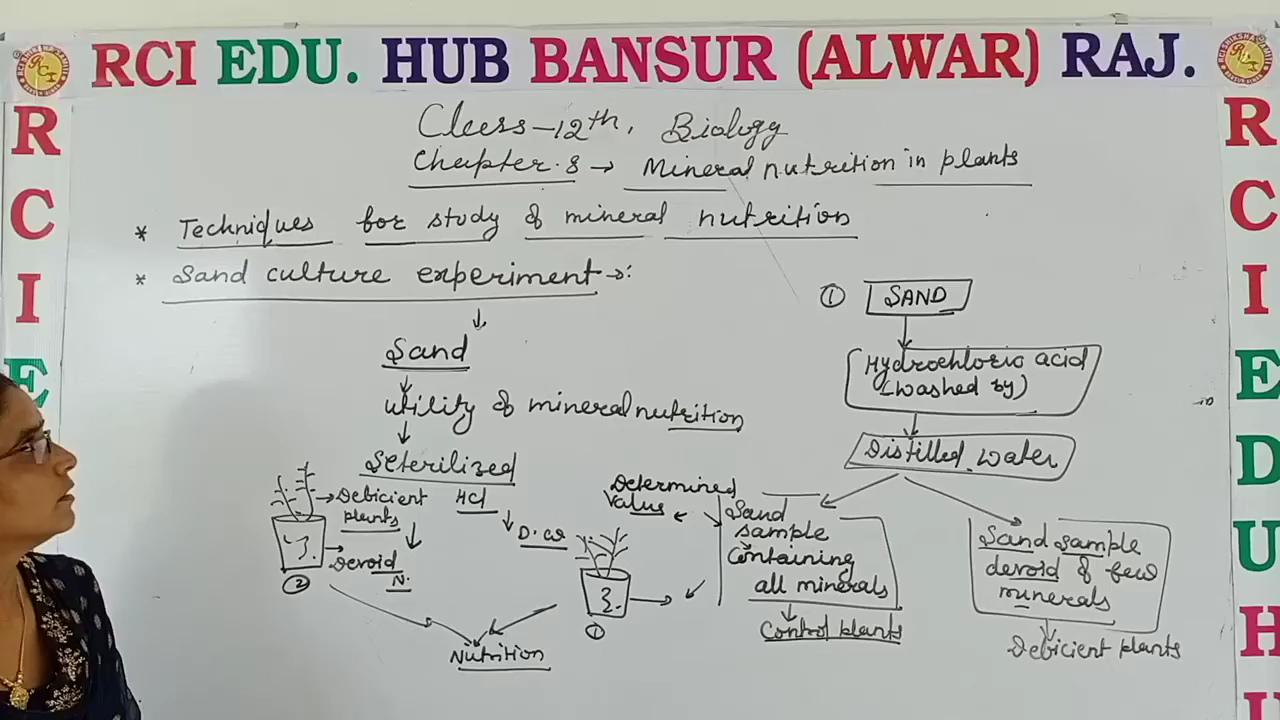 RCI EDU. HUB BANSUR (ALWAR) RAJ.
R
C
I
E
R
C
I
E
D
U
H
Class-12th, Biology
Chapter.8 → Mineral nutrition in plants
* Techniques for study of mineral nutrition
* Sand culture experiment →:
↓
Sand
↓
utility of mineral nutrition
↓
Seterilized
HCl
↓
D.W
→ Deficient
plants
↓
→ Devoid
N.
②
Determined
Value
①
Nutrition
① SAND
↓
Hydrochloric acid
(washed by)
↓
Distilled water
Sand
sample
Containing
all minerals
↓
Control plants
Sand sample
devoid of few
minerals
↓
Deficient plants